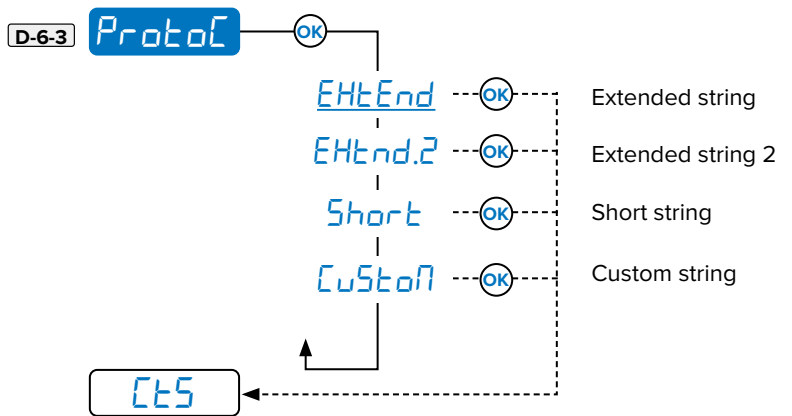 D-6-3 ProtoC OK
EHtEnd OK Extended string
EHtnd.2 OK Extended string 2
Short OK Short string
CuStoM OK Custom string
CtS